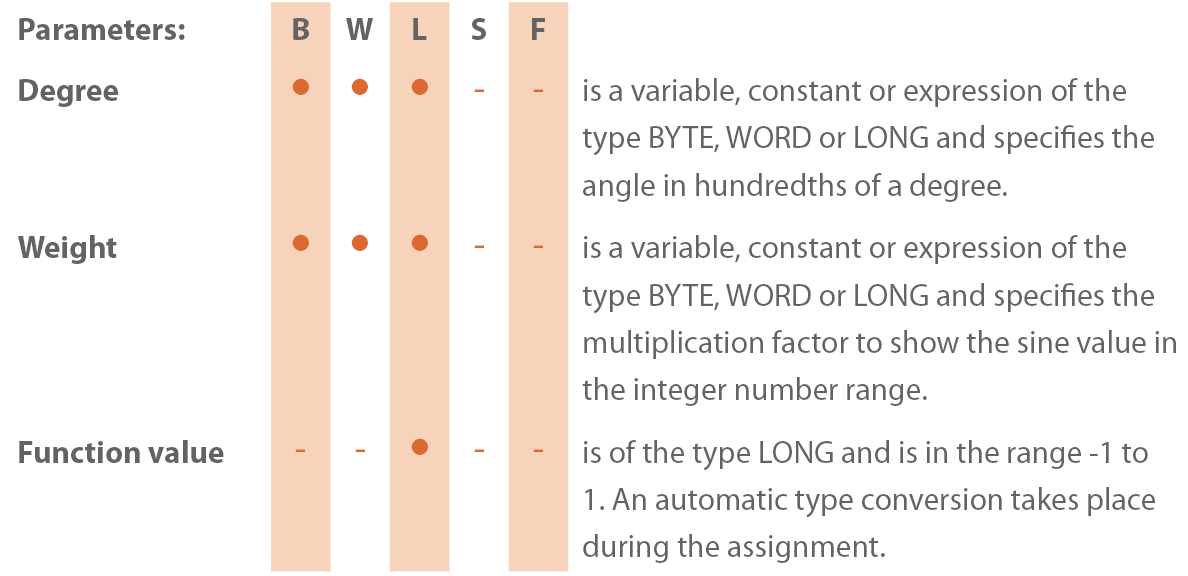 Parameters: B W L S F
Degree ● ● ● - - is a variable, constant or expression of the
type BYTE, WORD or LONG and specifies the
angle in hundredths of a degree.
Weight ● ● ● - - is a variable, constant or expression of the
type BYTE, WORD or LONG and specifies the
multiplication factor to show the sine value in
the integer number range.
Function value - - ● - - is of the type LONG and is in the range -1 to
1. An automatic type conversion takes place
during the assignment.